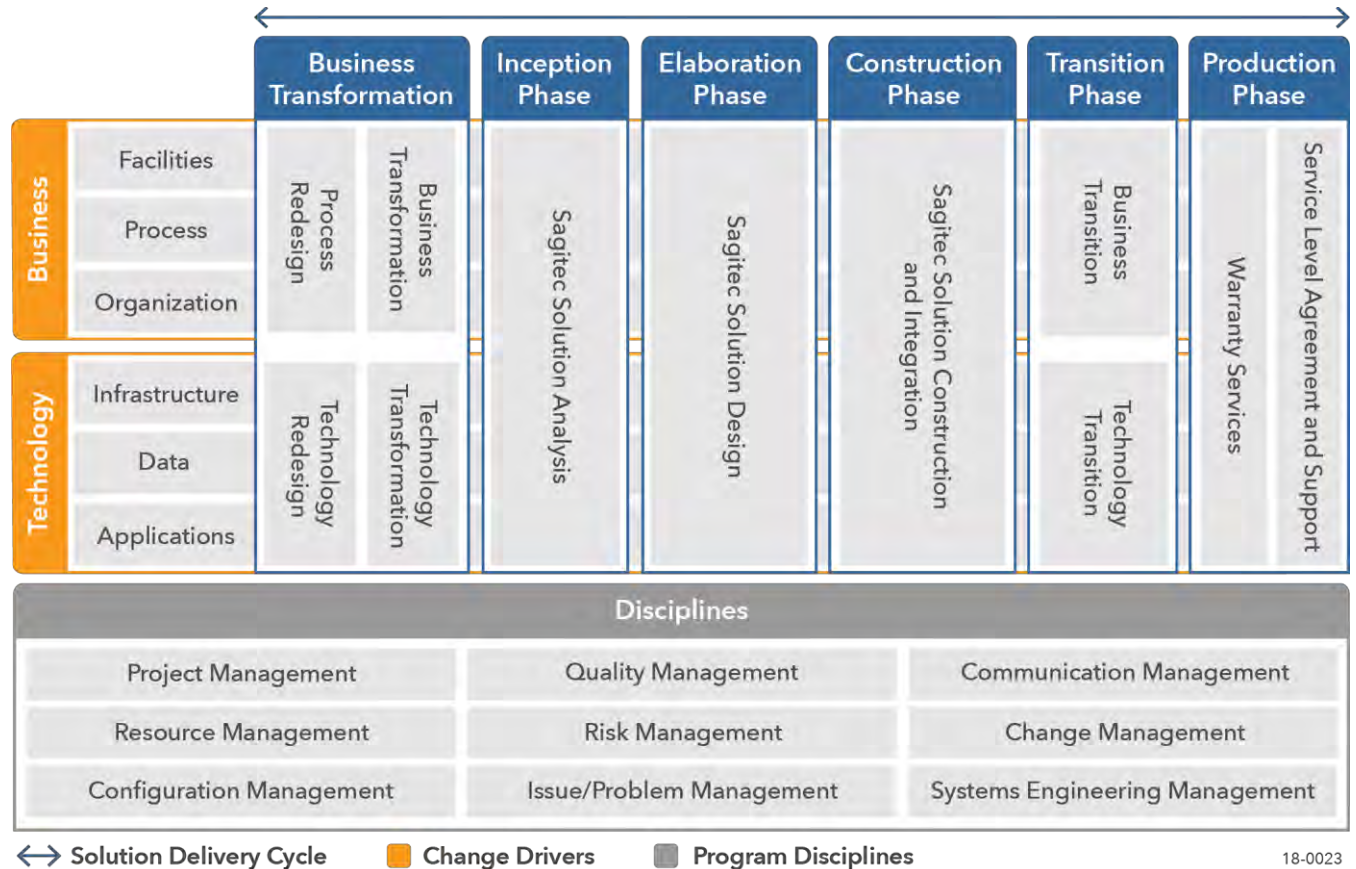 Business
Transformation
Inception
Phase
Elaboration
Phase
Construction
Phase
Transition
Phase
Production
Phase
Business
Facilities
Process
Organization
Technology
Infrastructure
Data
Applications
Process
Redesign
Business
Transformation
Technology
Redesign
Technology
Transformation
Sagitec Solution Analysis
Sagitec Solution Design
Sagitec Solution Construction
and Integration
Business
Transition
Technology
Transition
Warranty Services
Service Level Agreement and Support
Disciplines
Project Management
Quality Management
Communication Management
Resource Management
Risk Management
Change Management
Configuration Management
Issue/Problem Management
Systems Engineering Management
Solution Delivery Cycle
Change Drivers
Program Disciplines
18-0023